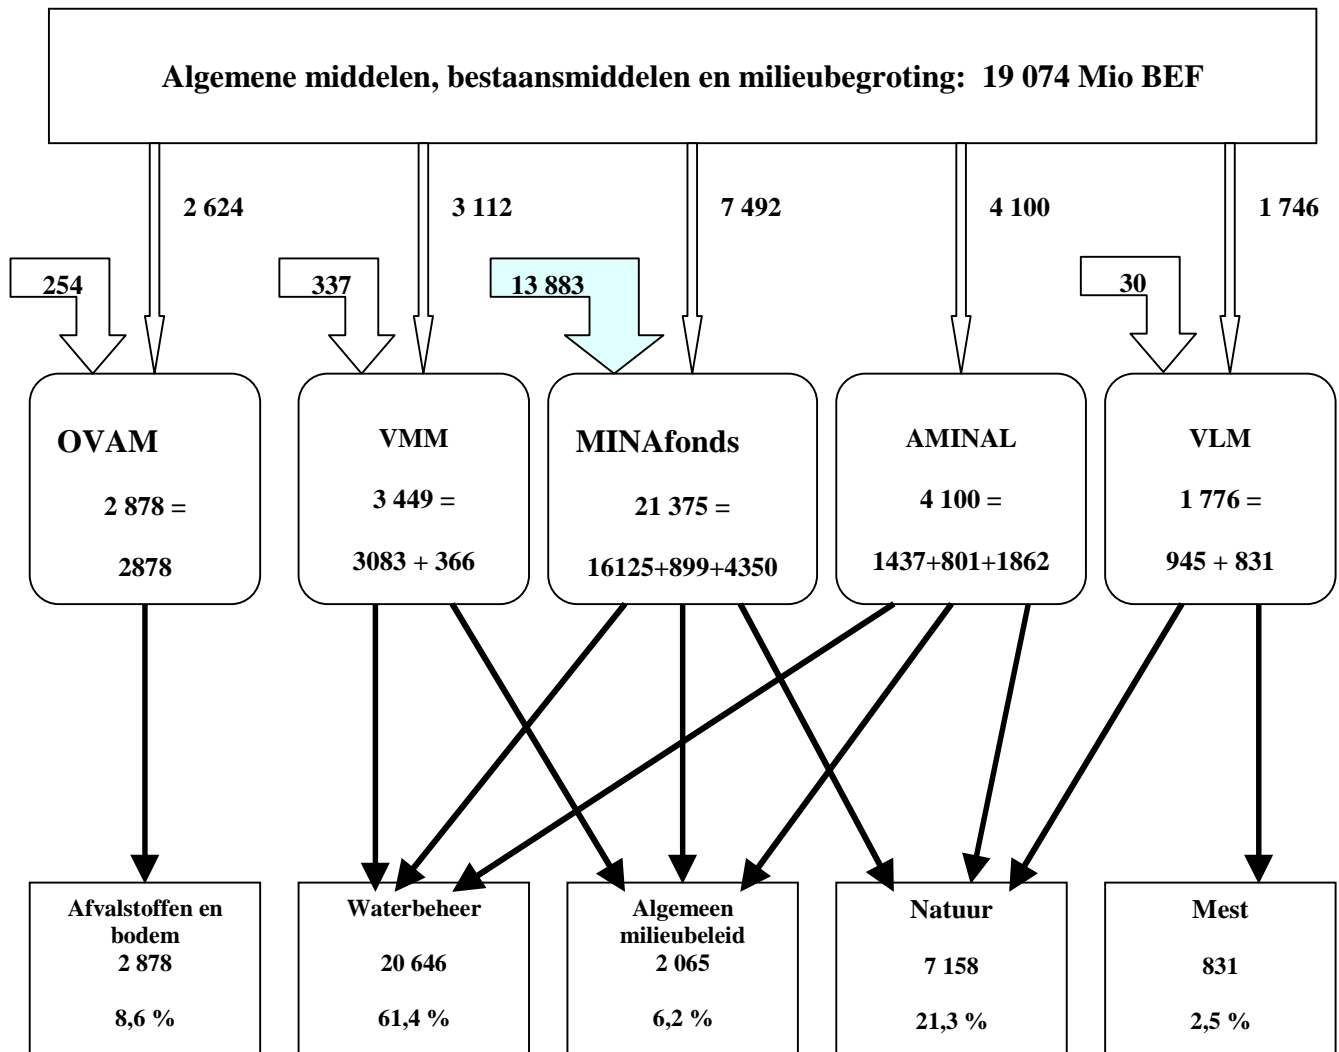 Algemene middelen, bestaansmiddelen en milieubegroting: 19 074 Mio BEF
2 624
3 112
7 492
4 100
1 746
254
337
13 883
30
OVAM
2 878 =
2878
VMM
3 449 =
3083 + 366
MINAfonds
21 375 =
16125+899+4350
AMINAL
4 100 =
1437+801+1862
VLM
1 776 =
945 + 831
Afvalstoffen en
bodem
2 878
8,6 %
Waterbeheer
20 646
61,4 %
Algemeen
milieubeleid
2 065
6,2 %
Natuur
7 158
21,3 %
Mest
831
2,5 %